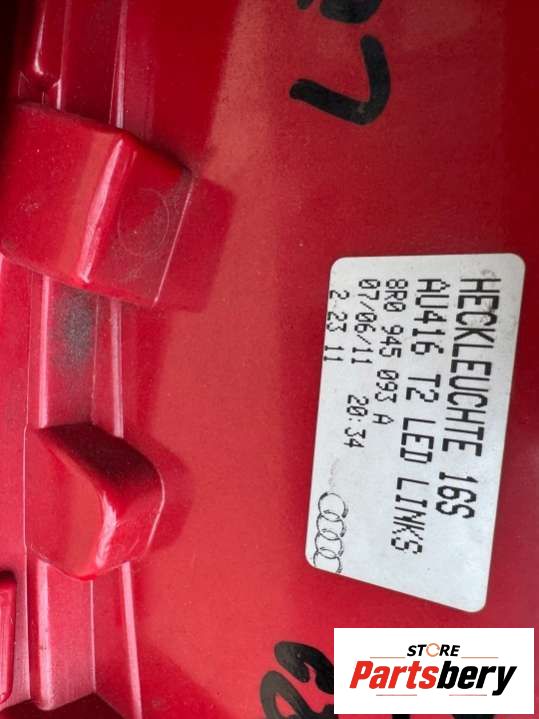 HECKLEUCHTE 16S
AU416 T2 LED LINKS
8R0 945 093 A
07/06/11 20:34
2 23 11
STORE
Partsbery